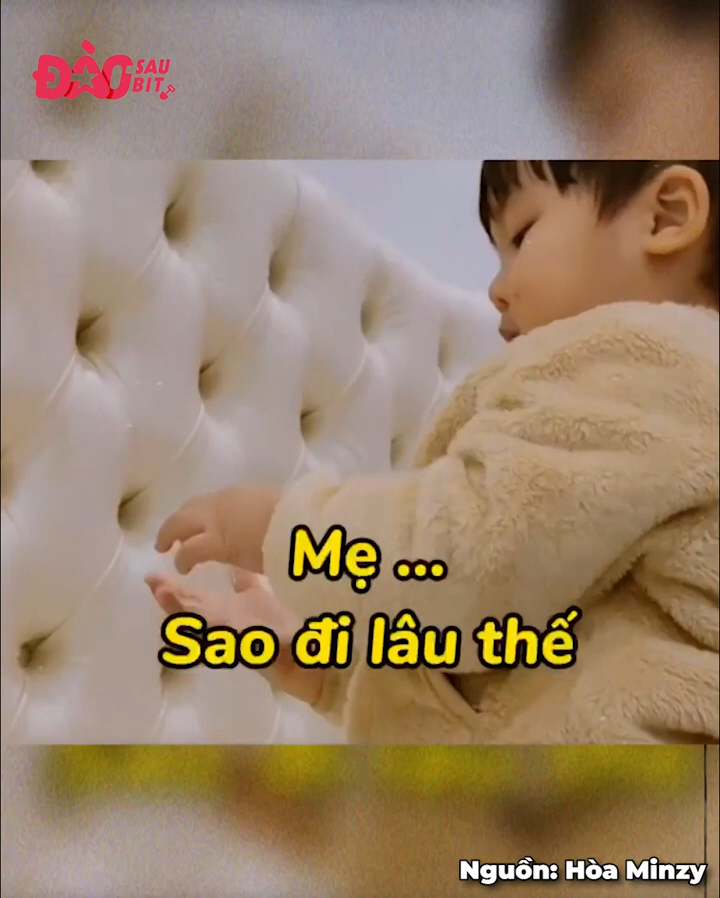 ĐÀO SAU BIT
Mẹ ...
Sao đi lâu thế
Nguồn: Hòa Minzy